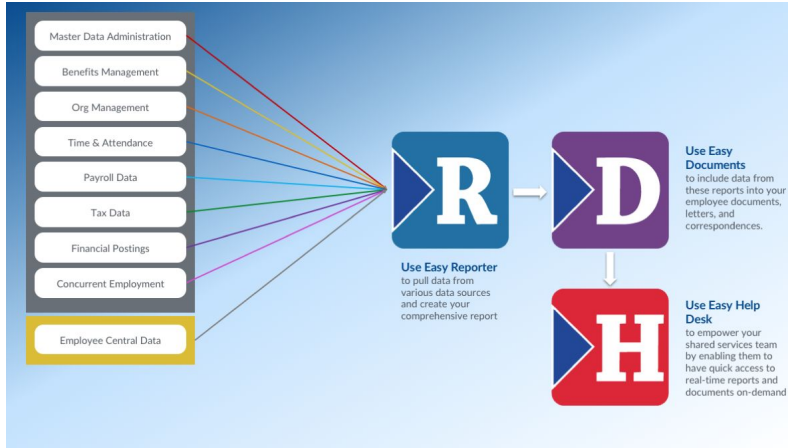 Master Data Administration
Benefits Management
Org Management
Time & Attendance
Payroll Data
Tax Data
Financial Postings
Concurrent Employment
Employee Central Data
R
Use Easy Reporter
to pull data from
various data sources
and create your
comprehensive report
D
Use Easy
Documents
to include data from
these reports into your
employee documents,
letters, and
correspondences.
H
Use Easy Help
Desk
to empower your
shared services team
by enabling them to
have quick access to
real-time reports and
documents on-demand